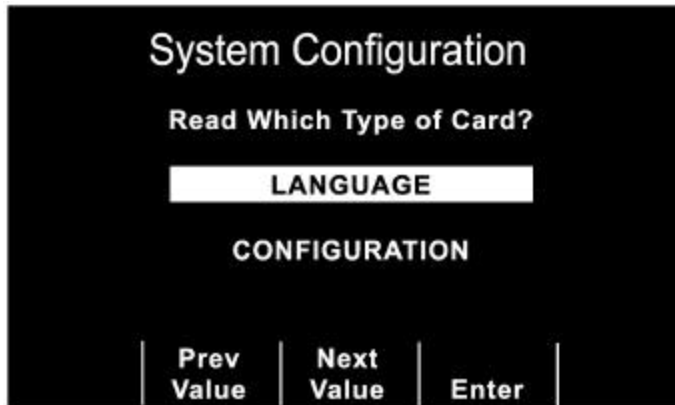 System Configuration
Read Which Type of Card?
LANGUAGE
CONFIGURATION
Prev Next
Value Value Enter